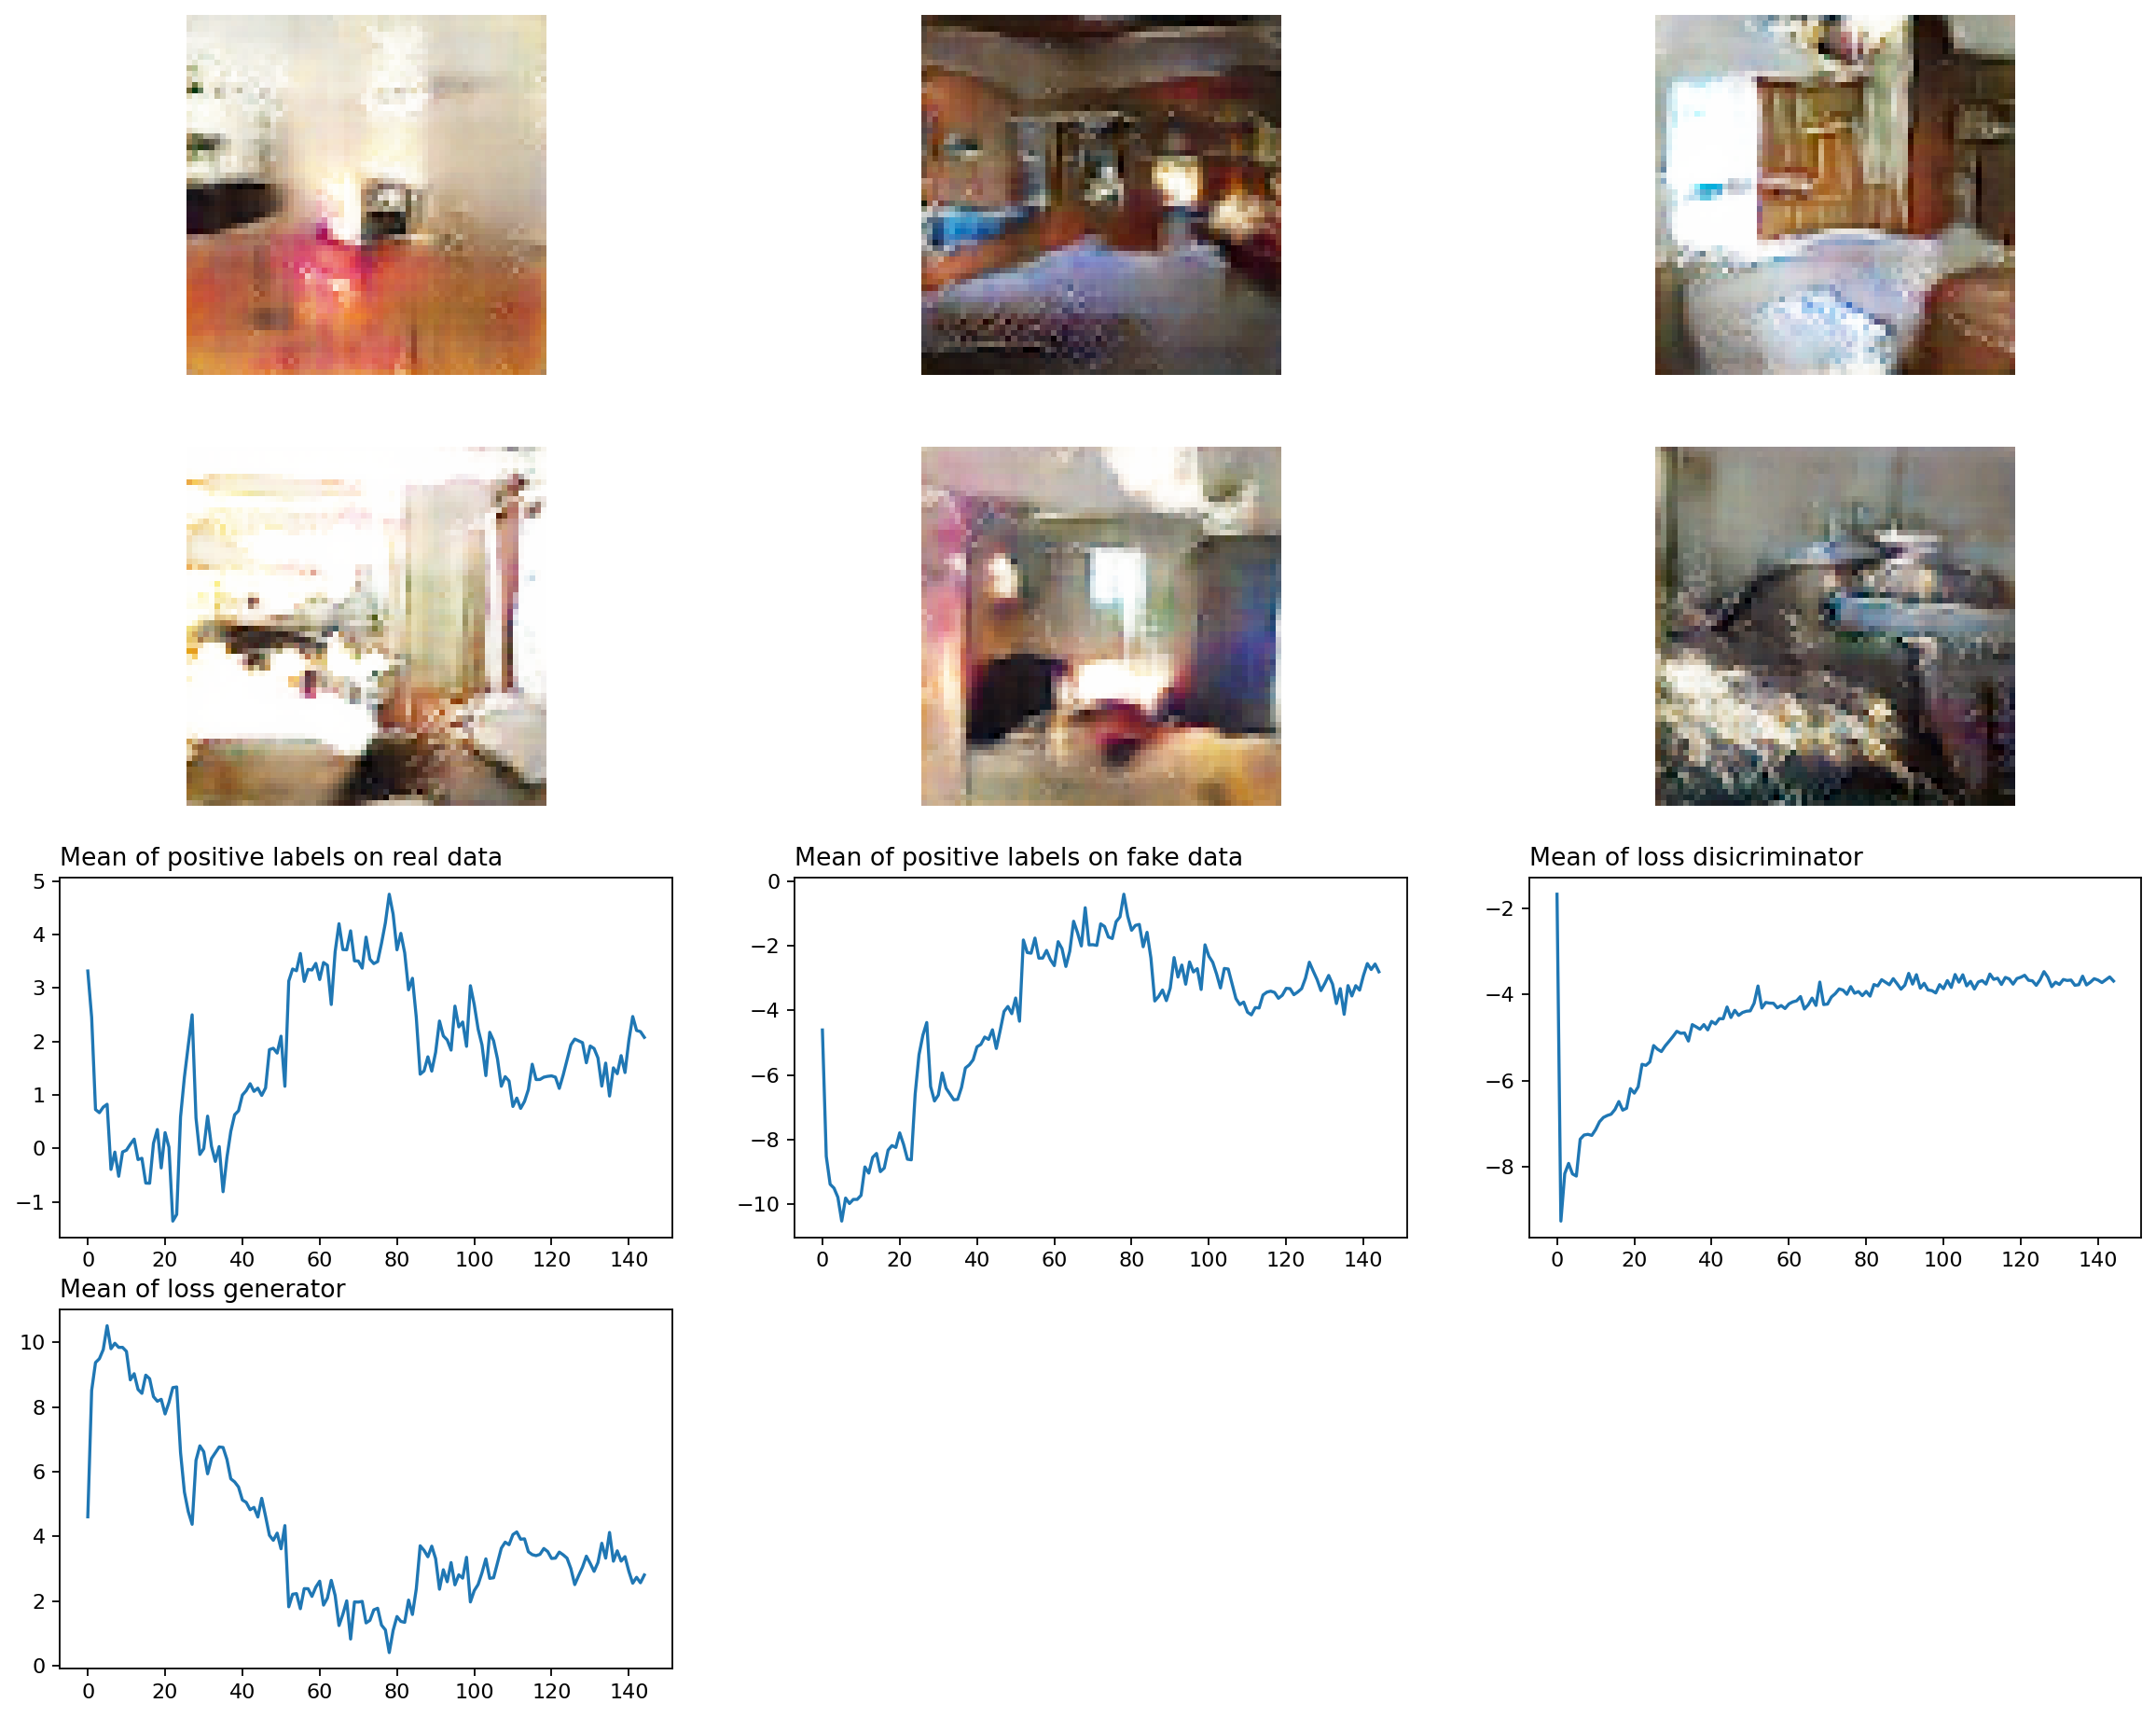 Mean of positive labels on real data
5
4
3
2
1
0
−1
0 20 40 60 80 100 120 140
Mean of positive labels on fake data
0
−2
−4
−6
−8
−10
0 20 40 60 80 100 120 140
Mean of loss disicriminator
−2
−4
−6
−8
0 20 40 60 80 100 120 140
Mean of loss generator
10
8
6
4
2
0
0 20 40 60 80 100 120 140